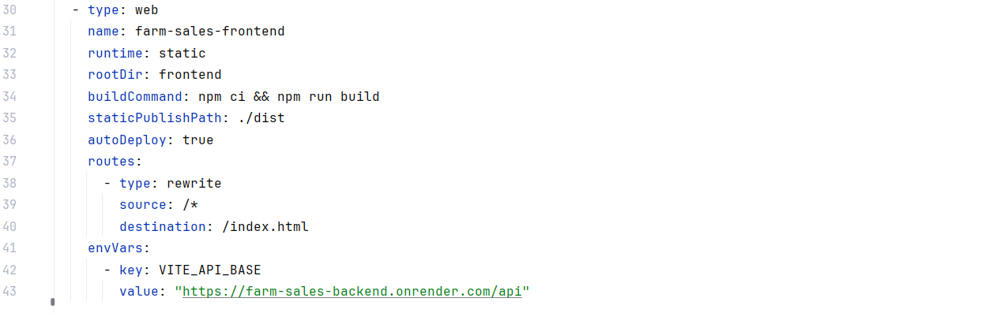 30 - type: web
31 name: farm-sales-frontend
32 runtime: static
33 rootDir: frontend
34 buildCommand: npm ci && npm run build
35 staticPublishPath: ./dist
36 autoDeploy: true
37 routes:
38 - type: rewrite
39 source: /*
40 destination: /index.html
41 envVars:
42 - key: VITE_API_BASE
43 value: "https://farm-sales-backend.onrender.com/api"